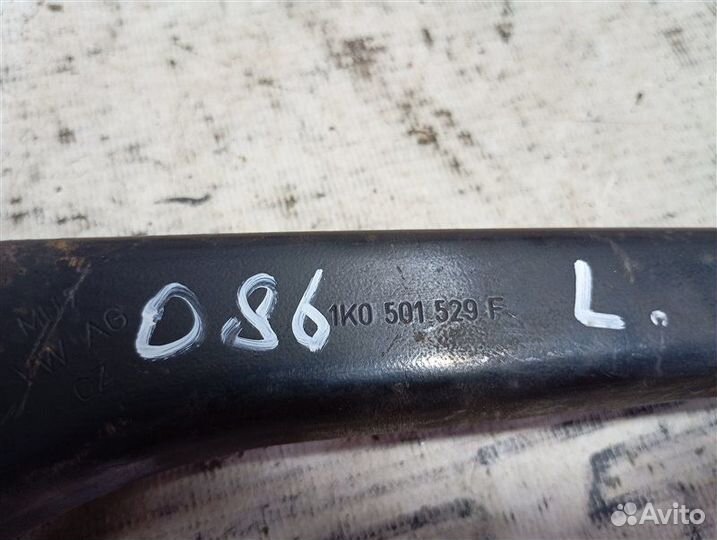 VW AG
CZ
086
1K0 501 529 F
L.
Avito